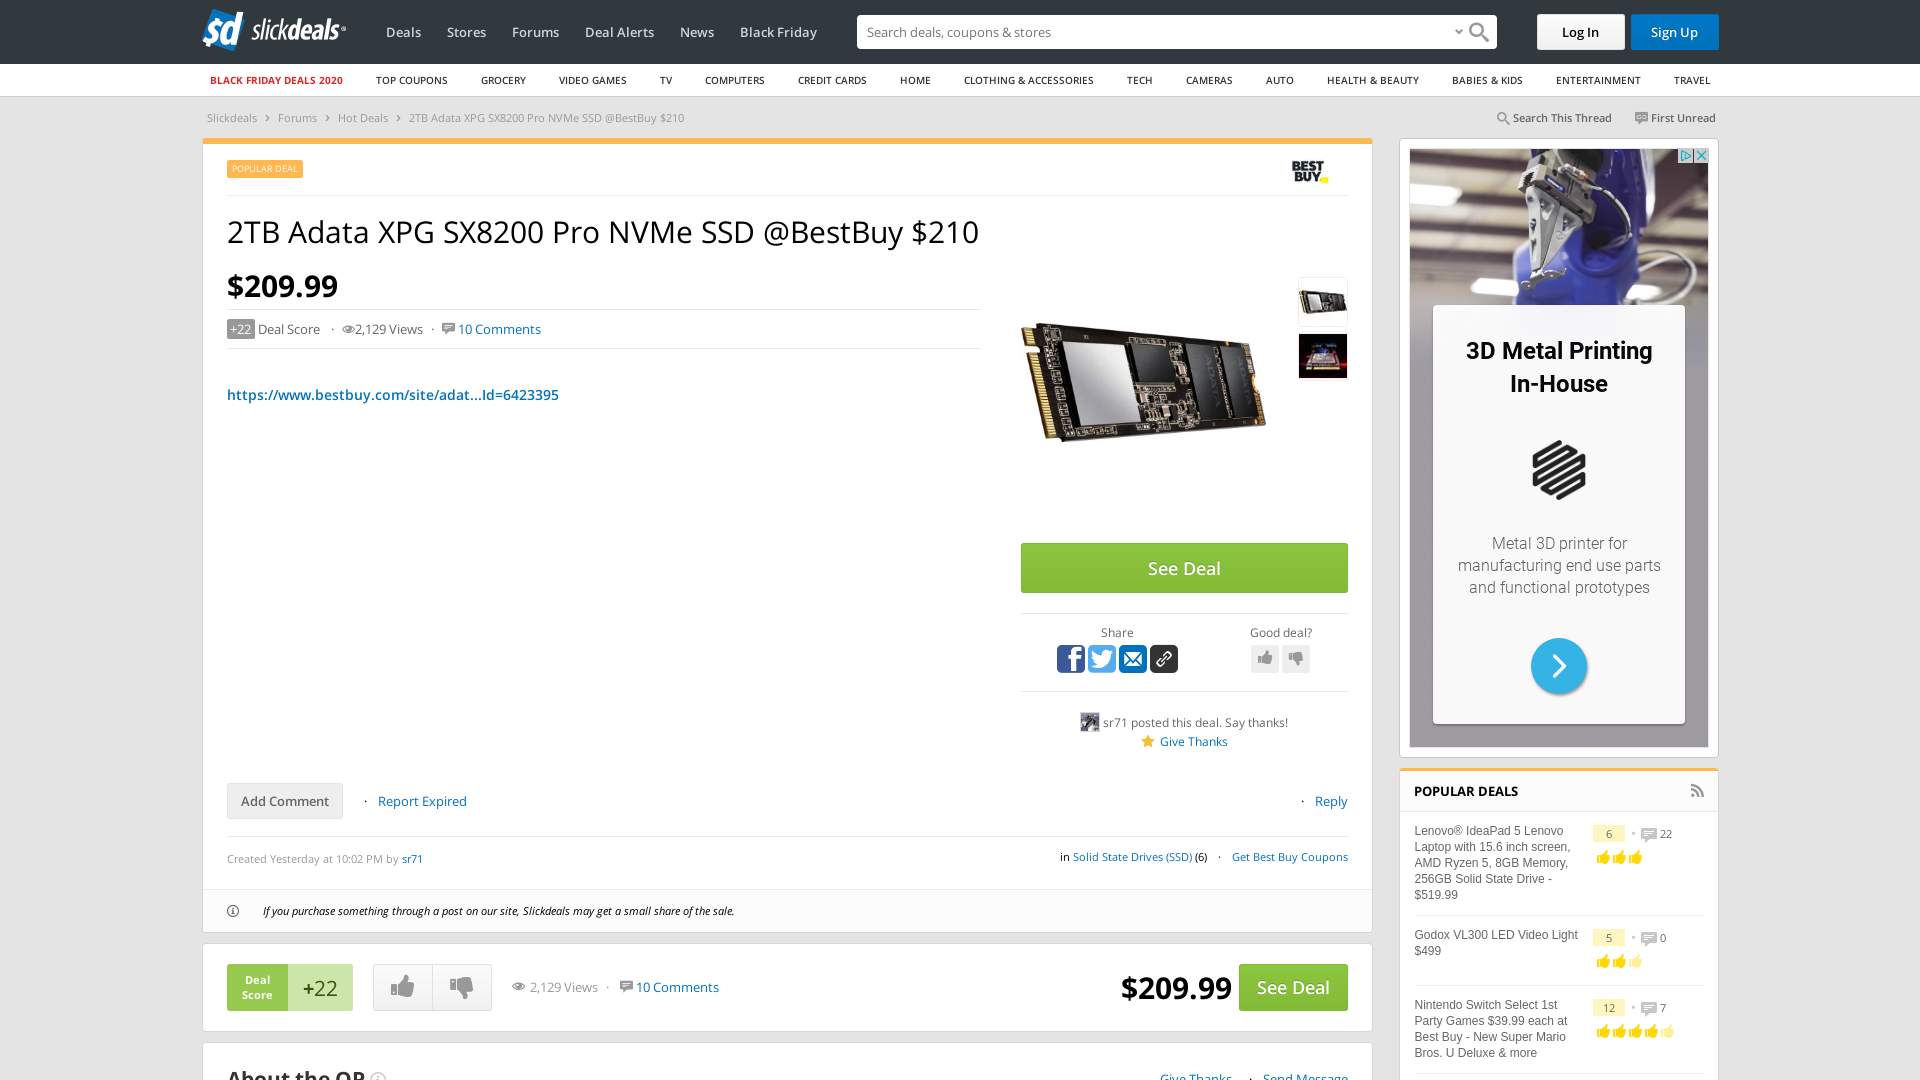 sd slickdeals
Deals Stores Forums Deal Alerts News Black Friday
Search deals, coupons & stores
Log In Sign Up
BLACK FRIDAY DEALS 2020 TOP COUPONS GROCERY VIDEO GAMES TV COMPUTERS CREDIT CARDS HOME CLOTHING & ACCESSORIES TECH CAMERAS AUTO HEALTH & BEAUTY BABIES & KIDS ENTERTAINMENT TRAVEL
Slickdeals › Forums › Hot Deals › 2TB Adata XPG SX8200 Pro NVMe SSD @BestBuy $210
Search This Thread First Unread
POPULAR DEAL
BEST
BUY
2TB Adata XPG SX8200 Pro NVMe SSD @BestBuy $210
$209.99
+22 Deal Score · 2,129 Views · 10 Comments
https://www.bestbuy.com/site/adat...Id=6423395
See Deal
Share
Good deal?
sr71 posted this deal. Say thanks!
Give Thanks
Add Comment · Report Expired
· Reply
Created Yesterday at 10:02 PM by sr71
in Solid State Drives (SSD) (6) · Get Best Buy Coupons
If you purchase something through a post on our site, Slickdeals may get a small share of the sale.
Deal
Score
+22
2,129 Views · 10 Comments
$209.99
See Deal
About the OP
Give Thanks · Send Message
3D Metal Printing
In-House
Metal 3D printer for
manufacturing end use parts
and functional prototypes
POPULAR DEALS
Lenovo® IdeaPad 5 Lenovo
Laptop with 15.6 inch screen,
AMD Ryzen 5, 8GB Memory,
256GB Solid State Drive -
$519.99
6 • 22
Godox VL300 LED Video Light
$499
5 • 0
Nintendo Switch Select 1st
Party Games $39.99 each at
Best Buy - New Super Mario
Bros. U Deluxe & more
12 • 7